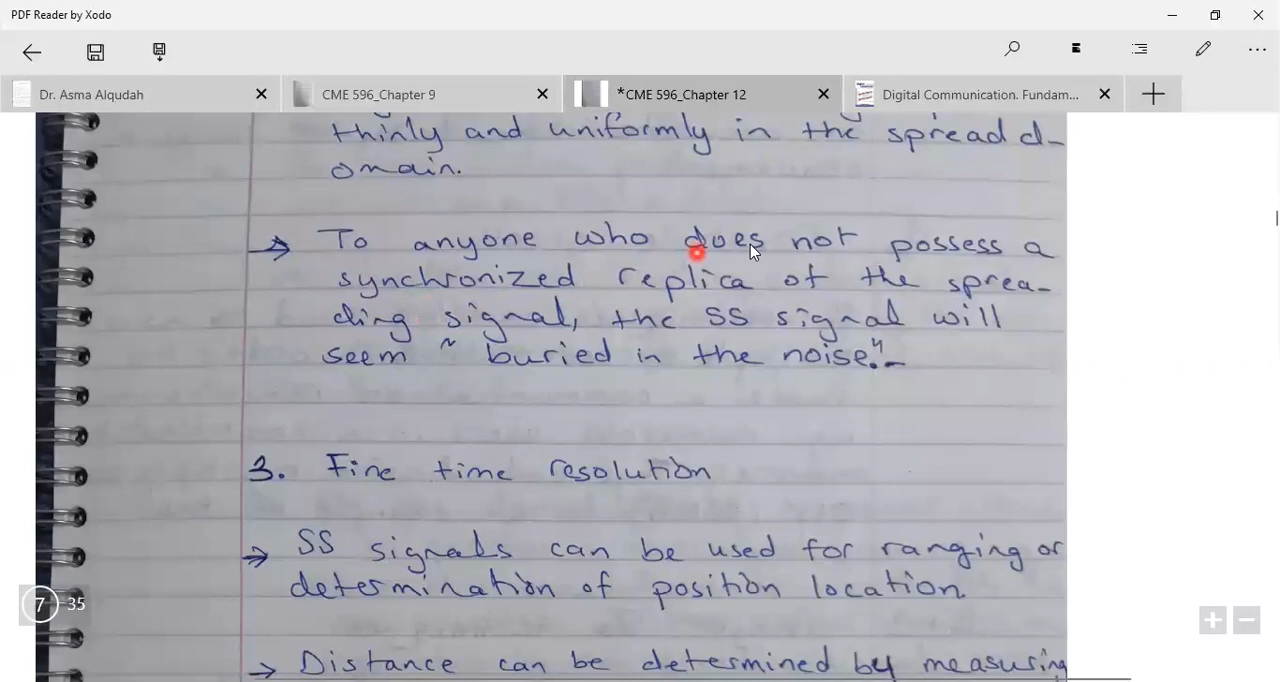 PDF Reader by Xodo
Dr. Asma Alqudah
CME 596_Chapter 9
*CME 596_Chapter 12
Digital Communication. Fundam...
thinly and uniformly in the spread d-
omain.
→ To anyone who does not possess a
synchronized replica of the sprea-
ding signal, the SS signal will
seem " buried in the noise."-
3. Fine time resolution
→ SS signals can be used for ranging or
determination of position location.
→ Distance can be determined by measuring
7 35